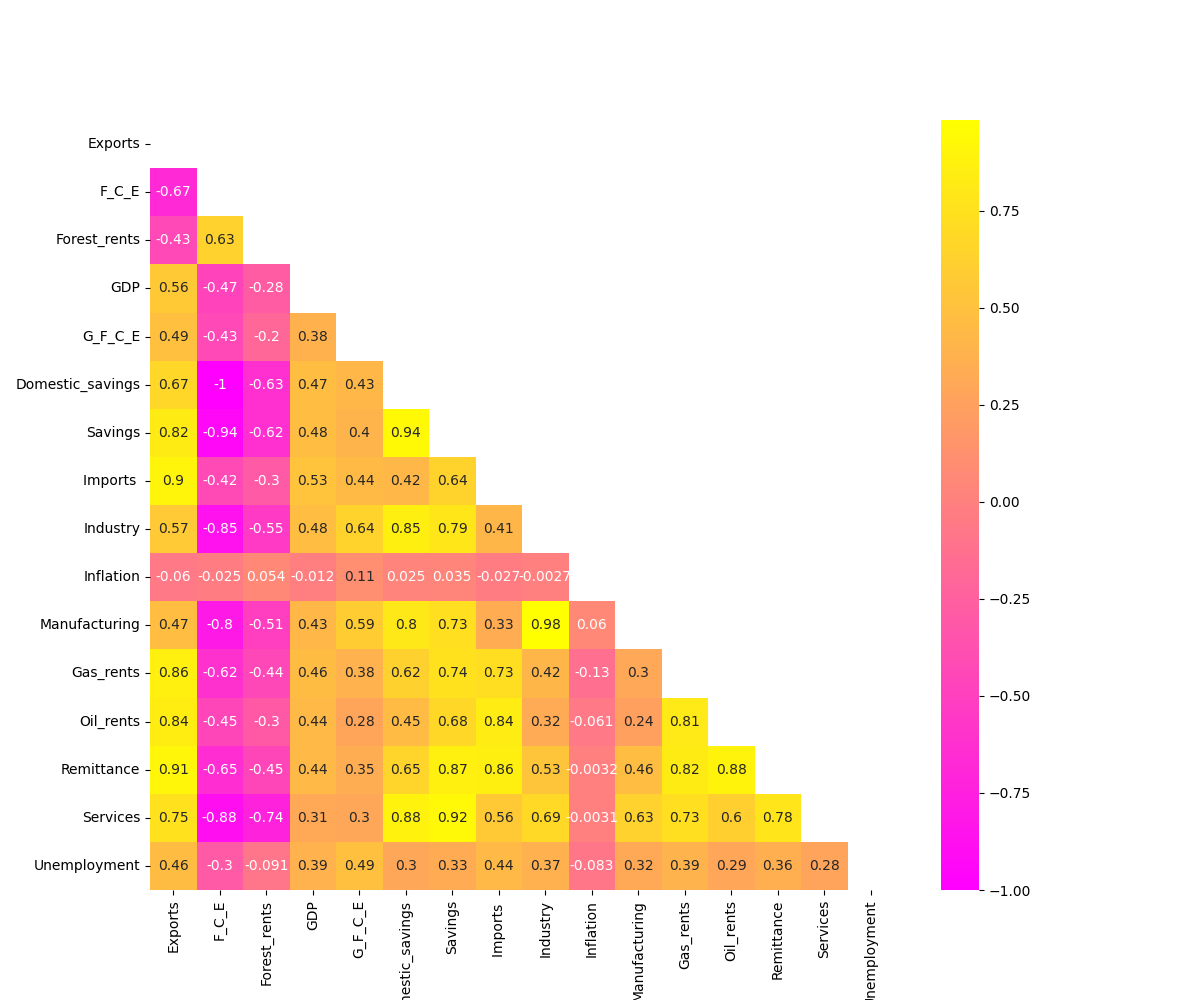 Exports
F_C_E -0.67
Forest_rents -0.43 0.63
0.75
GDP 0.56 -0.47 -0.28
0.50
G_F_C_E 0.49 -0.43 -0.2 0.38
Domestic_savings 0.67 -1 -0.63 0.47 0.43
0.25
Savings 0.82 -0.94 -0.62 0.48 0.4 0.94
Imports 0.9 -0.42 -0.3 0.53 0.44 0.42 0.64
0.00
Industry 0.57 -0.85 -0.55 0.48 0.64 0.85 0.79 0.41
Inflation -0.06 -0.025 0.054 -0.012 0.11 0.025 0.035 -0.027 -0.0027
−0.25
Manufacturing 0.47 -0.8 -0.51 0.43 0.59 0.8 0.73 0.33 0.98 0.06
Gas_rents 0.86 -0.62 -0.44 0.46 0.38 0.62 0.74 0.73 0.42 -0.13 0.3
−0.50
Oil_rents 0.84 -0.45 -0.3 0.44 0.28 0.45 0.68 0.84 0.32 -0.061 0.24 0.81
Remittance 0.91 -0.65 -0.45 0.44 0.35 0.65 0.87 0.86 0.53 -0.0032 0.46 0.82 0.88
−0.75
Services 0.75 -0.88 -0.74 0.31 0.3 0.88 0.92 0.56 0.69 -0.0031 0.63 0.73 0.6 0.78
Unemployment 0.46 -0.3 -0.091 0.39 0.49 0.3 0.33 0.44 0.37 -0.083 0.32 0.39 0.29 0.36 0.28
−1.00
Exports
F_C_E
Forest_rents
GDP
G_F_C_E
nestic_savings
Savings
Imports
Industry
Inflation
Manufacturing
Gas_rents
Oil_rents
Remittance
Services
Jnemployment